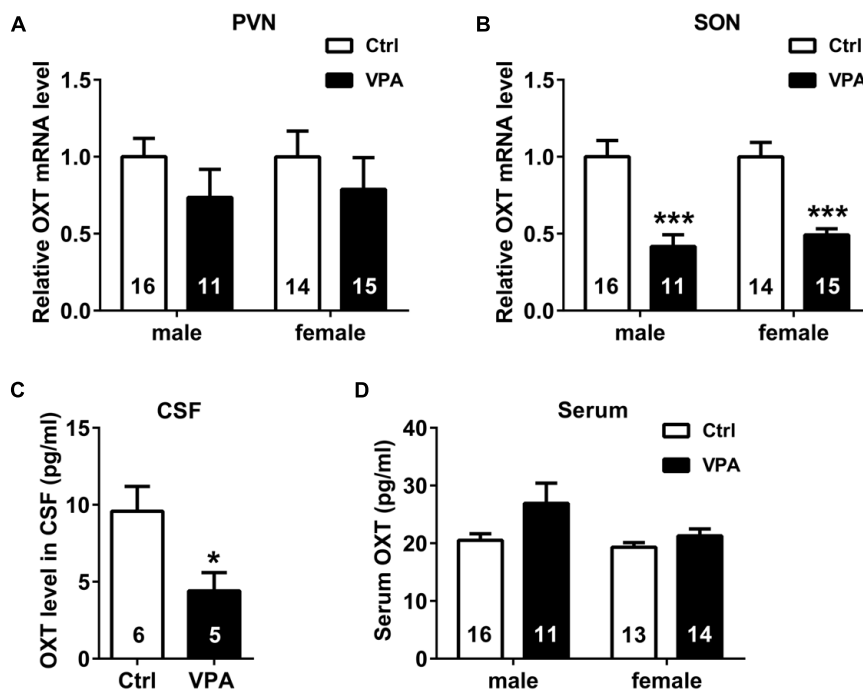 A
PVN
Ctrl
VPA
Relative OXT mRNA level
1.5
1.0
0.5
0.0
16
11
14
15
male
female
B
SON
Ctrl
VPA
Relative OXT mRNA level
1.5
1.0
0.5
0.0
***
***
16
11
14
15
male
female
C
CSF
OXT level in CSF (pg/ml)
15
10
5
0
*
6
5
Ctrl
VPA
D
Serum
Ctrl
VPA
Serum OXT (pg/ml)
40
30
20
10
0
16
11
13
14
male
female